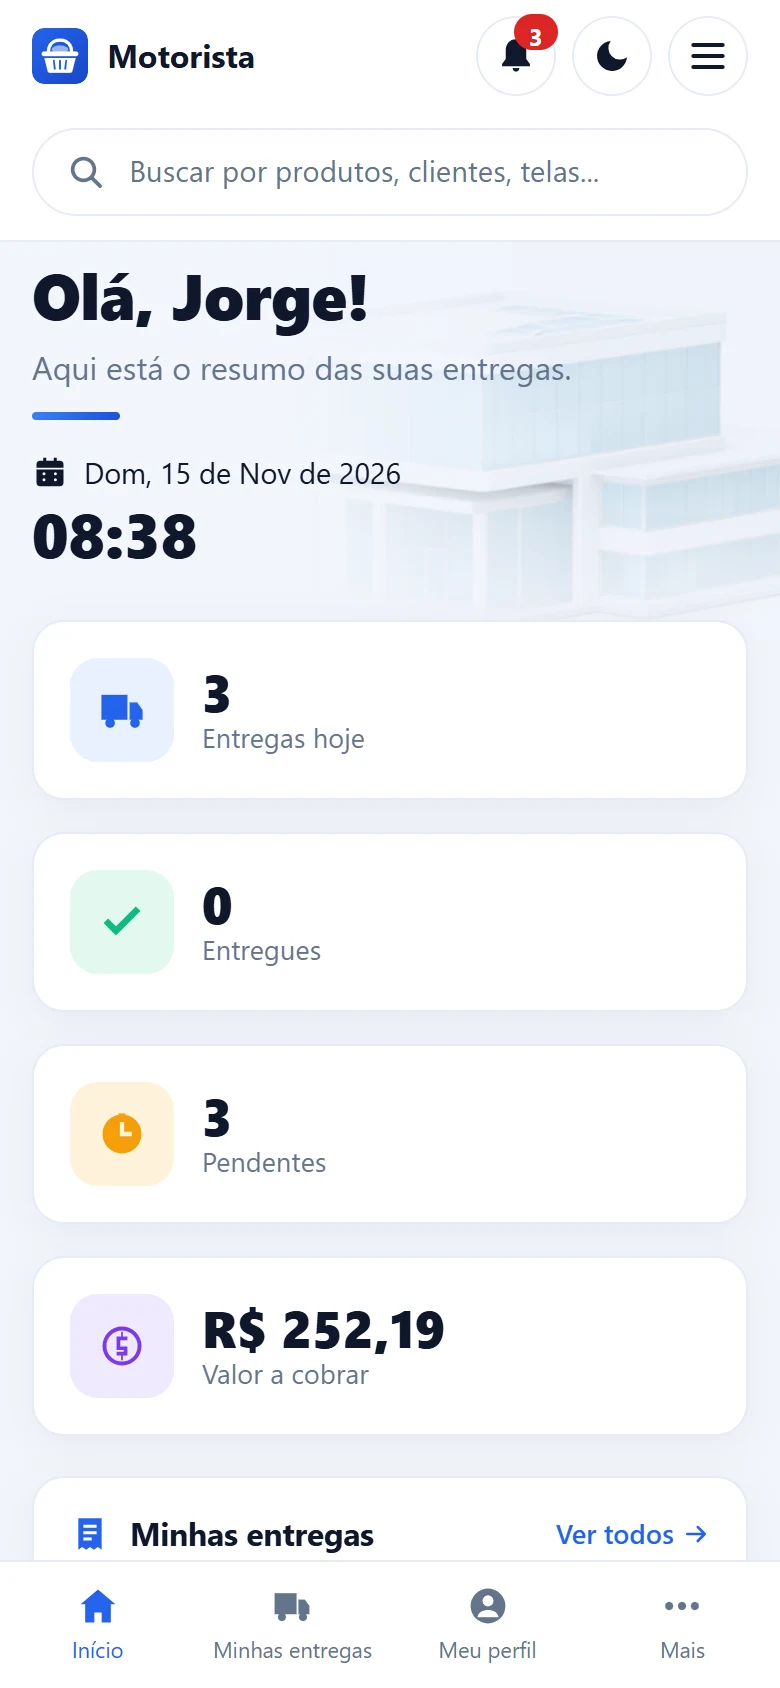 Motorista
3
Buscar por produtos, clientes, telas...
Olá, Jorge!
Aqui está o resumo das suas entregas.
Dom, 15 de Nov de 2026
08:38
3
Entregas hoje
0
Entregues
3
Pendentes
R$ 252,19
Valor a cobrar
Minhas entregas
Ver todos
Início
Minhas entregas
Meu perfil
Mais